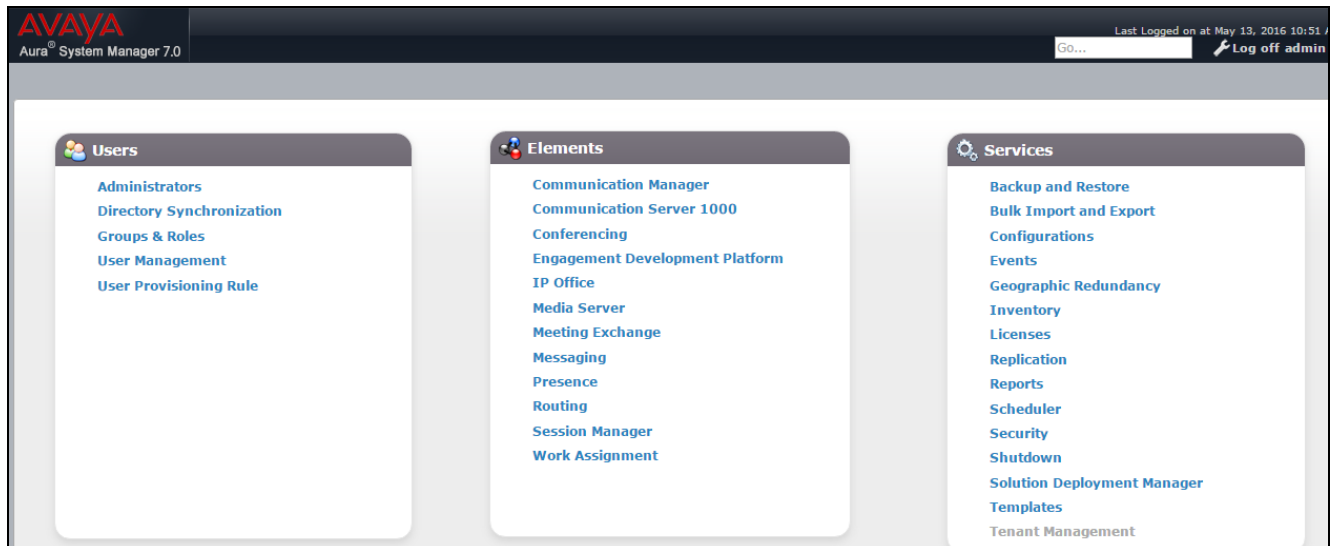 AVAYA
Aura® System Manager 7.0
Last Logged on at May 13, 2016 10:51
Go...
Log off admin
Users
Administrators
Directory Synchronization
Groups & Roles
User Management
User Provisioning Rule
Elements
Communication Manager
Communication Server 1000
Conferencing
Engagement Development Platform
IP Office
Media Server
Meeting Exchange
Messaging
Presence
Routing
Session Manager
Work Assignment
Services
Backup and Restore
Bulk Import and Export
Configurations
Events
Geographic Redundancy
Inventory
Licenses
Replication
Reports
Scheduler
Security
Shutdown
Solution Deployment Manager
Templates
Tenant Management